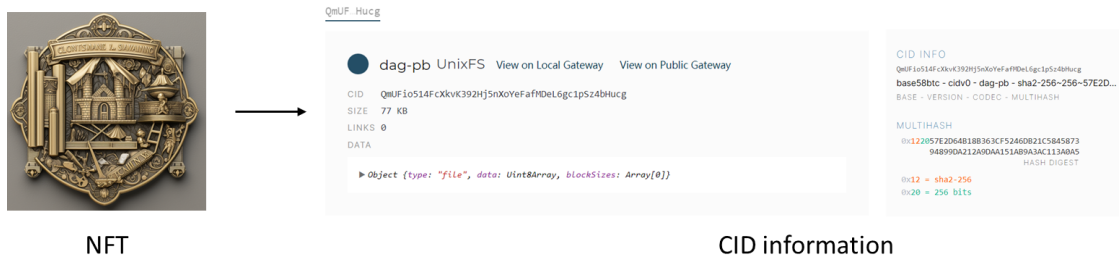 QmUF Hucg
dag-pb UnixFS View on Local Gateway View on Public Gateway
CID QmUFio514FcXkvK392Hj5nXoYeFafMDeL6gc1pSz4bHucg
SIZE 77 KB
LINKS 0
DATA
▶ Object {type: "file", data: Uint8Array, blockSizes: Array[0]}
CID INFO
QmUFio514FcXkvK392Hj5nXoYeFafMDeL6gc1pSz4bHucg
base58btc - cidv0 - dag-pb - sha2-256~256~57E2D...
BASE - VERSION - CODEC - MULTIHASH
MULTIHASH
0x122057E2D64B18B363CF5246DB21C5845873
94899DA212A9DAA151AB9A3AC113A0A5
HASH DIGEST
0x12 = sha2-256
0x20 = 256 bits
NFT
CID information